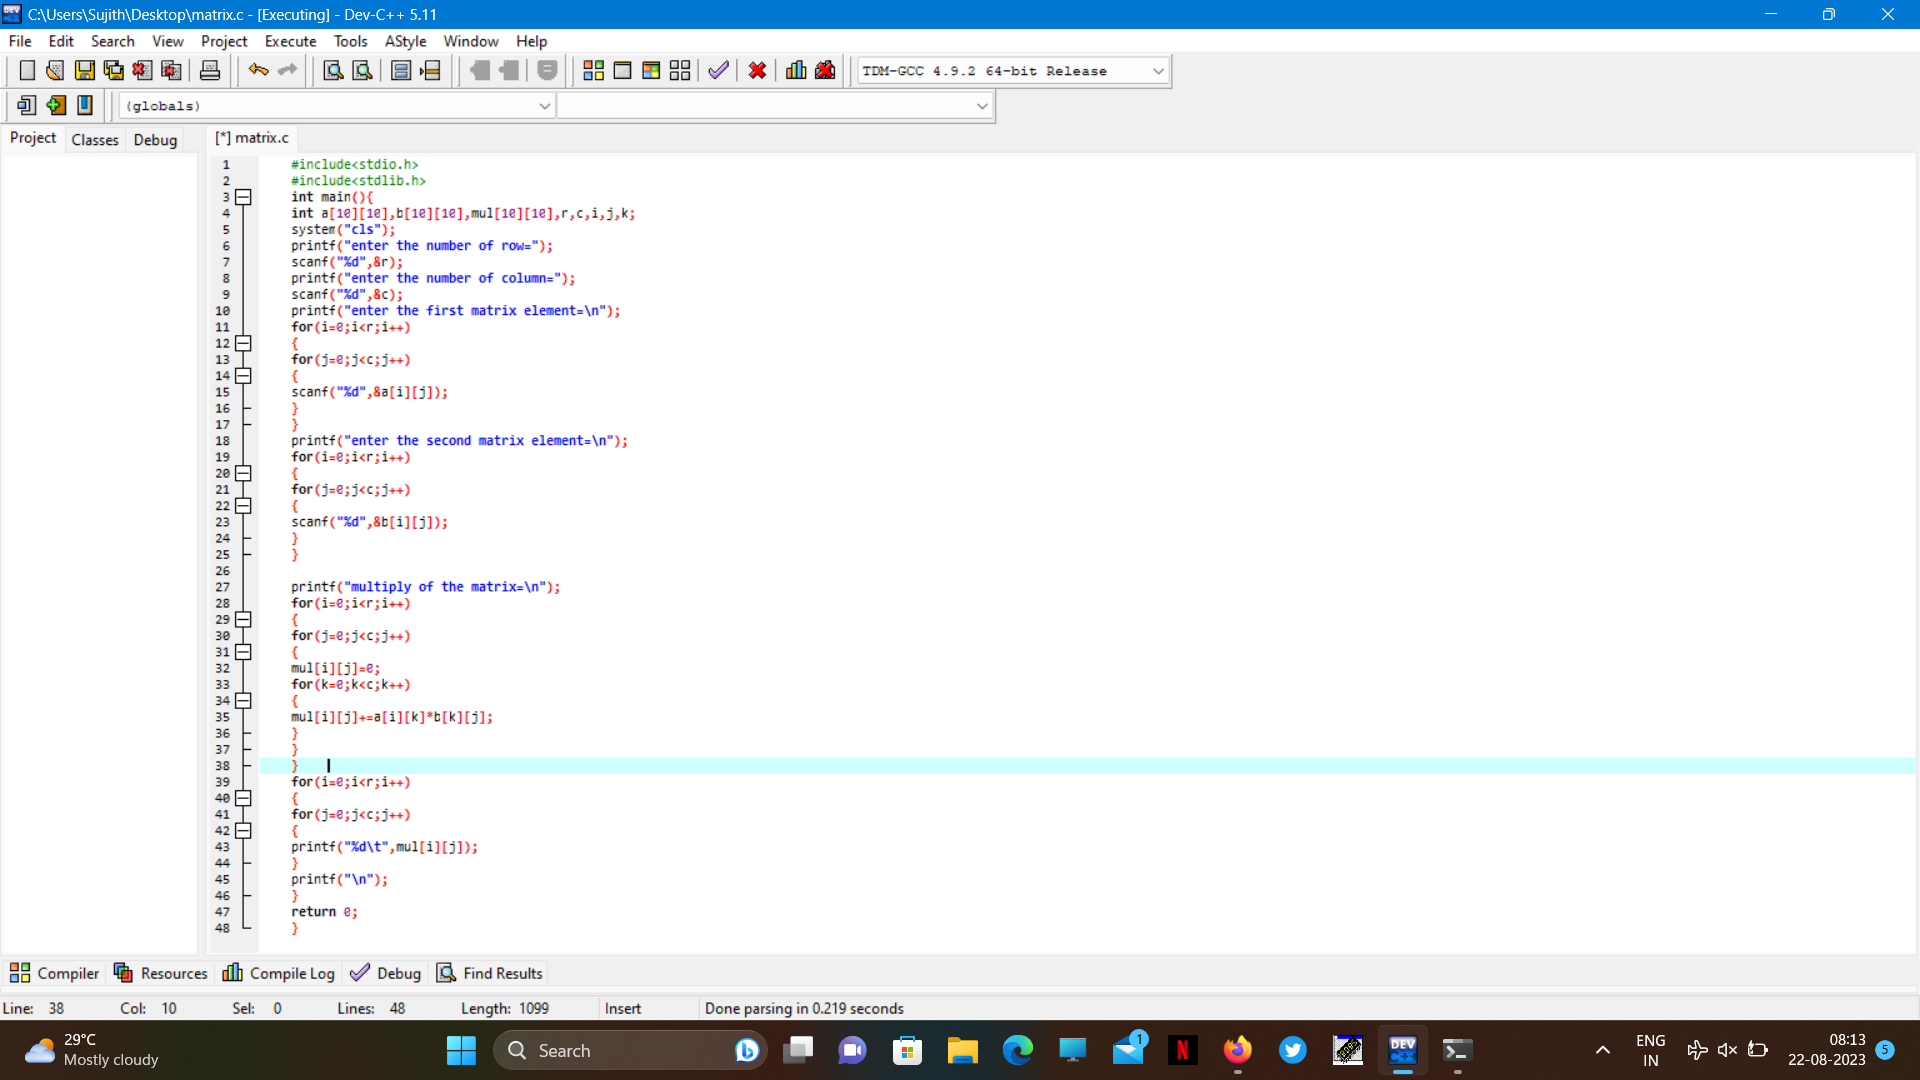 C:\Users\Sujith\Desktop\matrix.c - [Executing] - Dev-C++ 5.11
File Edit Search View Project Execute Tools AStyle Window Help
TDM-GCC 4.9.2 64-bit Release
(globals)
Project Classes Debug [*] matrix.c
1 #include<stdio.h>
2 #include<stdlib.h>
3 int main(){
4 int a[10][10],b[10][10],mul[10][10],r,c,i,j,k;
5 system("cls");
6 printf("enter the number of row=");
7 scanf("%d",&r);
8 printf("enter the number of column=");
9 scanf("%d",&c);
10 printf("enter the first matrix element=\n");
11 for(i=0;i<r;i++)
12 {
13 for(j=0;j<c;j++)
14 {
15 scanf("%d",&a[i][j]);
16 }
17 }
18 printf("enter the second matrix element=\n");
19 for(i=0;i<r;i++)
20 {
21 for(j=0;j<c;j++)
22 {
23 scanf("%d",&b[i][j]);
24 }
25 }
26
27 printf("multiply of the matrix=\n");
28 for(i=0;i<r;i++)
29 {
30 for(j=0;j<c;j++)
31 {
32 mul[i][j]=0;
33 for(k=0;k<c;k++)
34 {
35 mul[i][j]+=a[i][k]*b[k][j];
36 }
37 }
38 }
39 for(i=0;i<r;i++)
40 {
41 for(j=0;j<c;j++)
42 {
43 printf("%d\t",mul[i][j]);
44 }
45 printf("\n");
46 }
47 return 0;
48 }
Compiler Resources Compile Log Debug Find Results
Line: 38 Col: 10 Sel: 0 Lines: 48 Length: 1099 Insert Done parsing in 0.219 seconds
29°C
Mostly cloudy
Search
1
N
DEV
C++
ENG
IN
08:13
22-08-2023
5